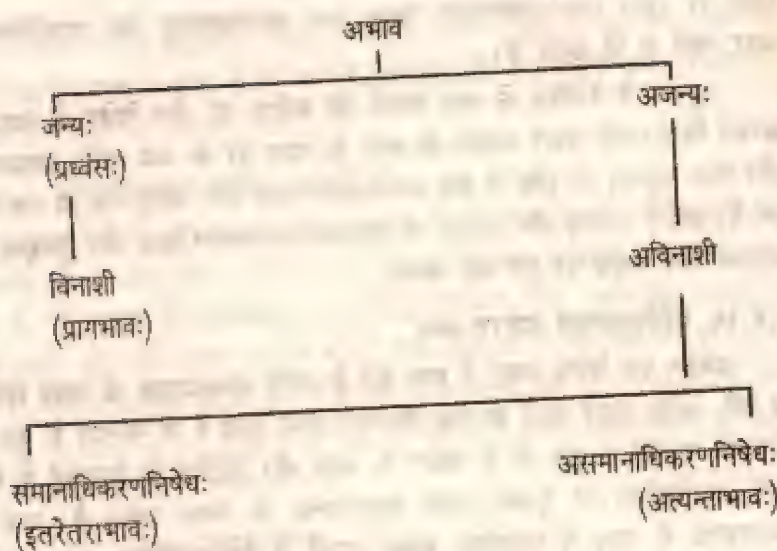 अभाव
जन्यः
(प्रध्वंसः)
अजन्यः
विनाशी
(प्रागभावः)
अविनाशी
समानाधिकरणनिषेधः
(इतरेतराभावः)
असमानाधिकरणनिषेधः
(अत्यन्ताभावः)